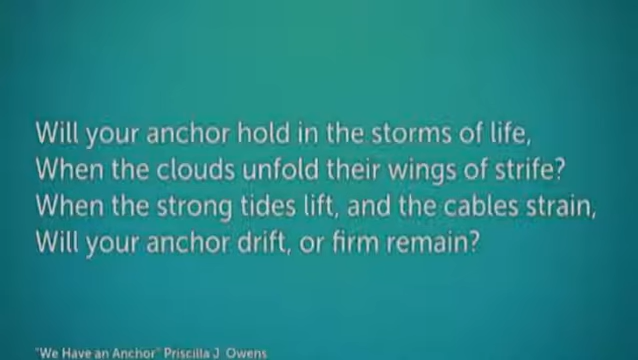 Will your anchor hold in the storms of life,
When the clouds unfold their wings of strife?
When the strong tides lift, and the cables strain,
Will your anchor drift, or firm remain?
"We Have an Anchor" Priscilla J. Owens